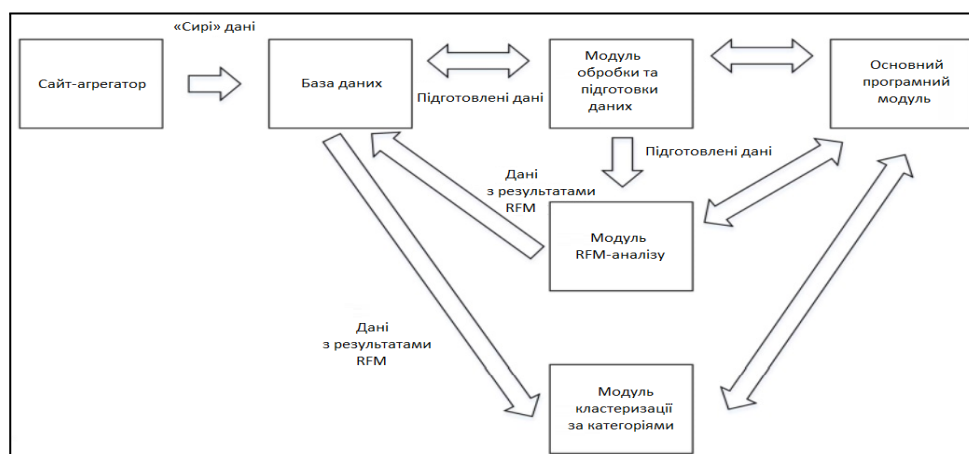 «Сирі» дані
Сайт-агрегатор
База даних
Підготовлені дані
Модуль
обробки та
підготовки
даних
Основний
програмний
модуль
Підготовлені дані
Дані
з результатами
RFM
Модуль
RFM-аналізу
Дані
з результатами
RFM
Модуль
кластеризації
за категоріями